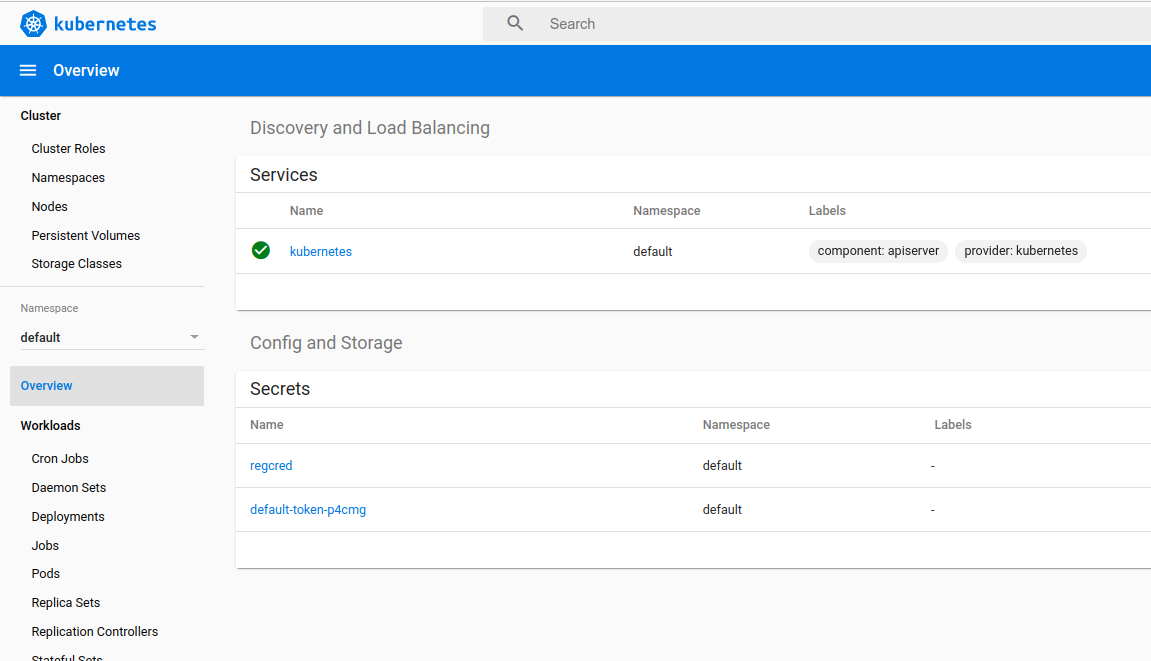 kubernetes
Search
Overview
Cluster
Cluster Roles
Namespaces
Nodes
Persistent Volumes
Storage Classes
Namespace
default
Overview
Workloads
Cron Jobs
Daemon Sets
Deployments
Jobs
Pods
Replica Sets
Replication Controllers
Stateful Sets
Discovery and Load Balancing
Services
Name Namespace Labels
kubernetes default component: apiserver provider: kubernetes
Config and Storage
Secrets
Name Namespace Labels
regcred default -
default-token-p4cmg default -